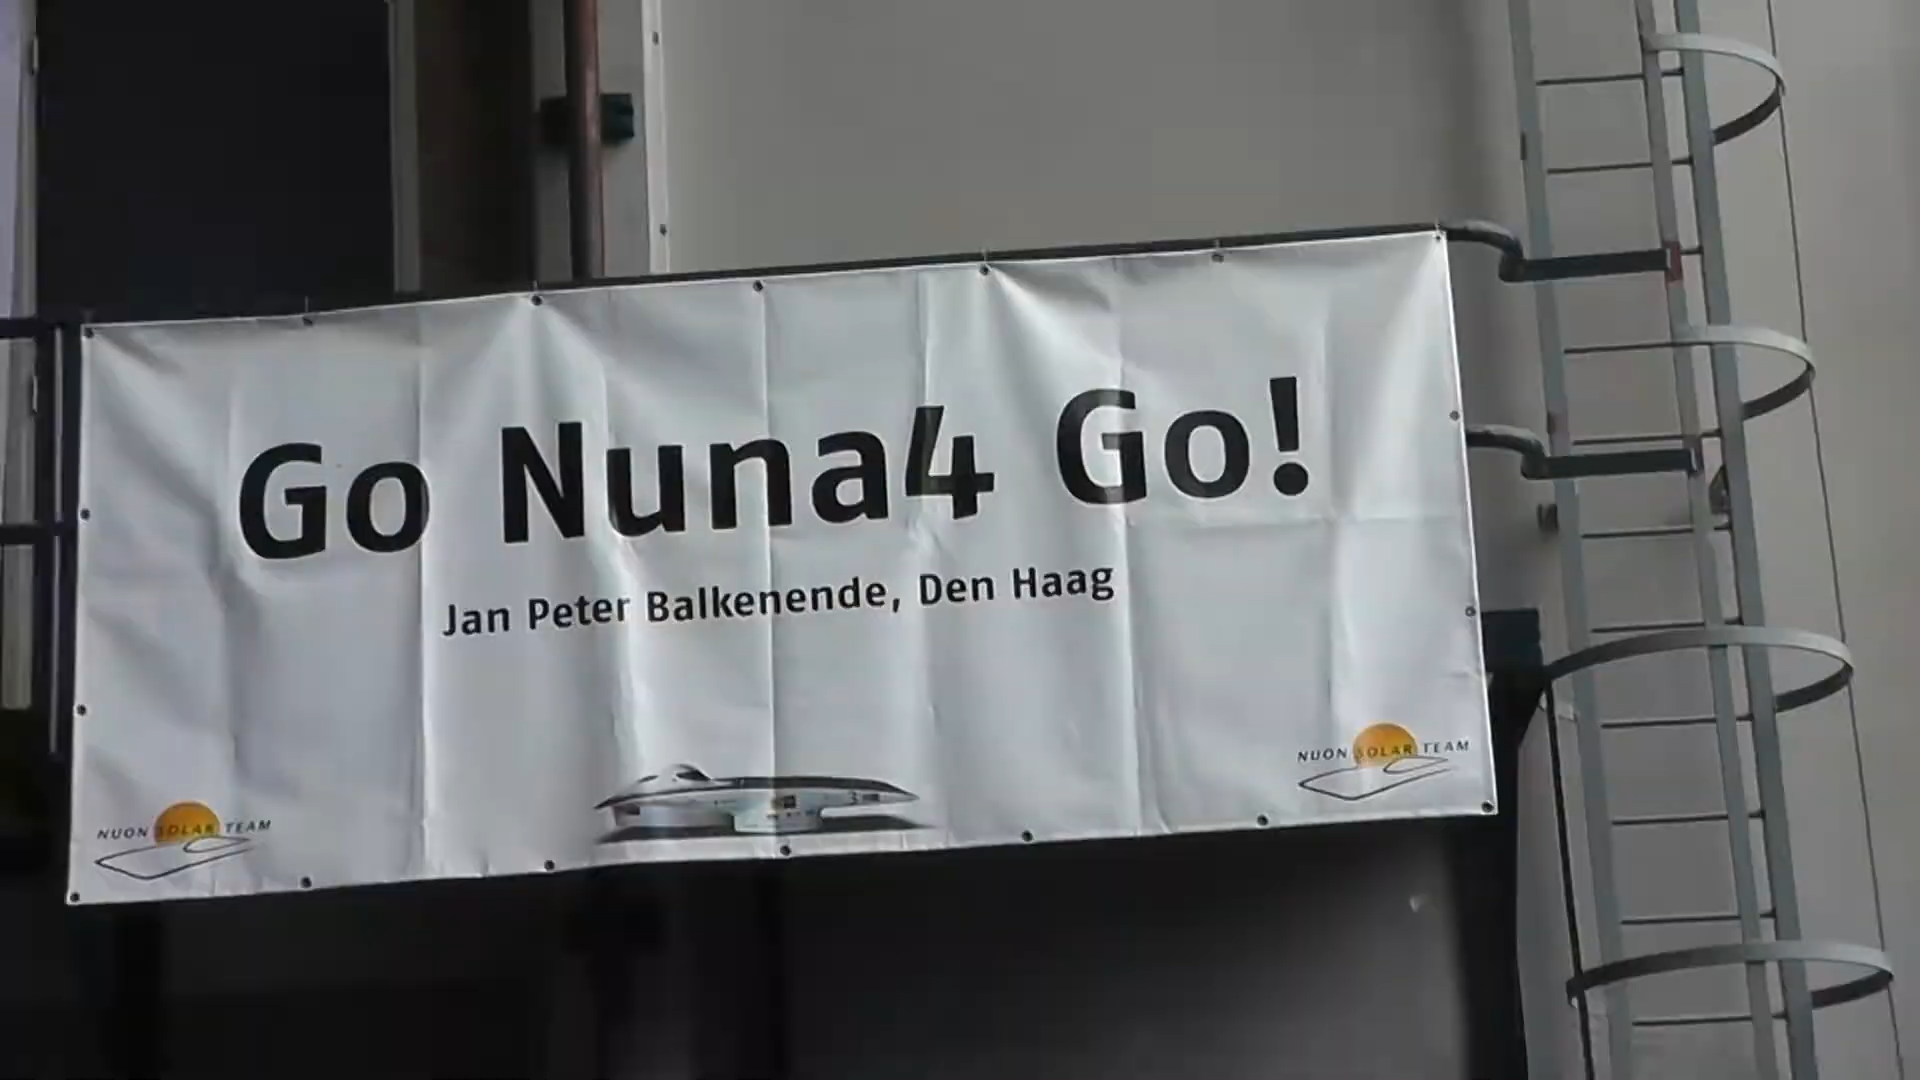 Go Nuna4 Go!
Jan Peter Balkenende, Den Haag
NUON SOLAR TEAM
NUON SOLAR TEAM